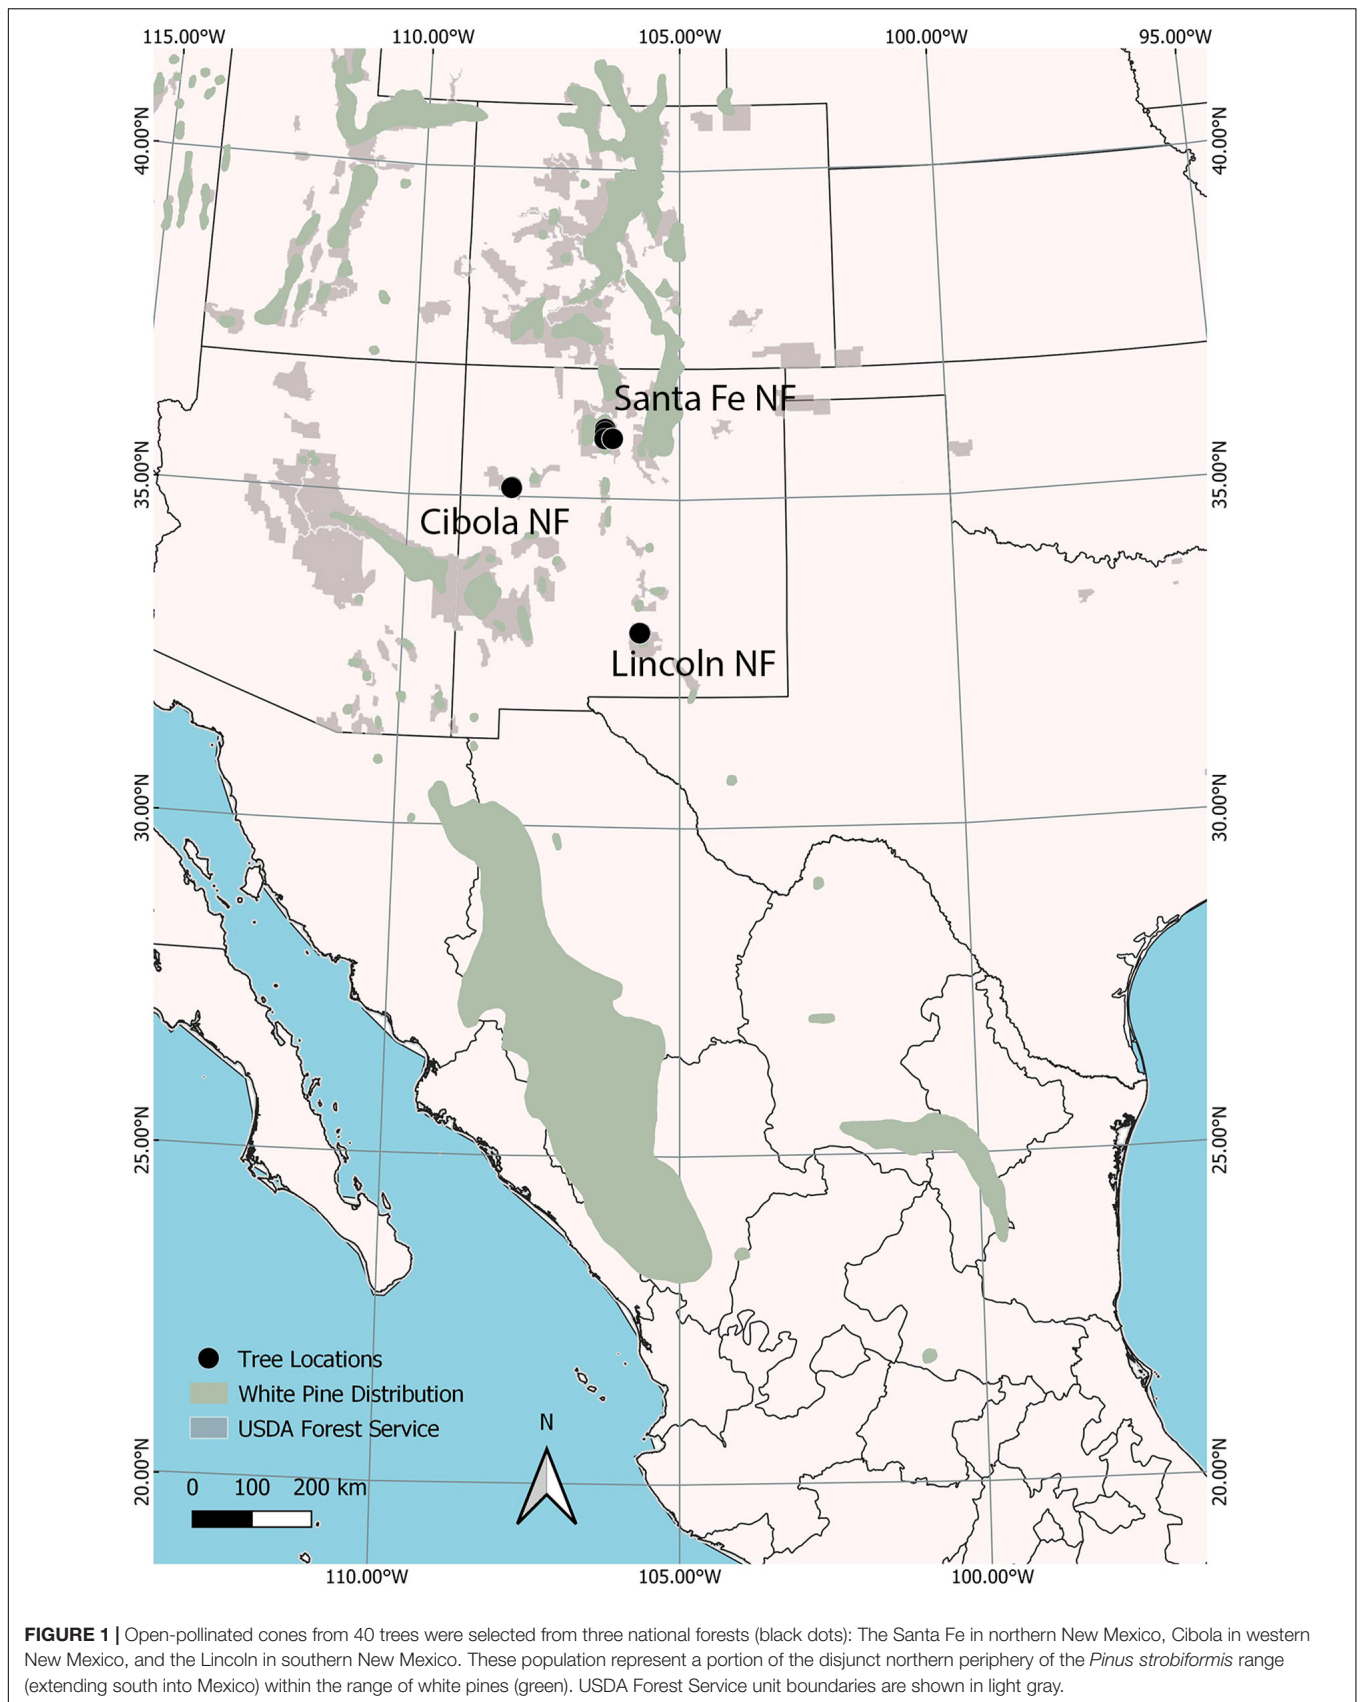 115.00°W 110.00°W 105.00°W 100.00°W 95.00°W
40.00°N 40.00°N
Santa Fe NF
35.00°N 35.00°N
Cibola NF
Lincoln NF
30.00°N 30.00°N
25.00°N 25.00°N
Tree Locations
White Pine Distribution
USDA Forest Service
N
20.00°N 20.00°N
0 100 200 km
110.00°W 105.00°W 100.00°W
FIGURE 1 | Open-pollinated cones from 40 trees were selected from three national forests (black dots): The Santa Fe in northern New Mexico, Cibola in western
New Mexico, and the Lincoln in southern New Mexico. These population represent a portion of the disjunct northern periphery of the Pinus strobiformis range
(extending south into Mexico) within the range of white pines (green). USDA Forest Service unit boundaries are shown in light gray.